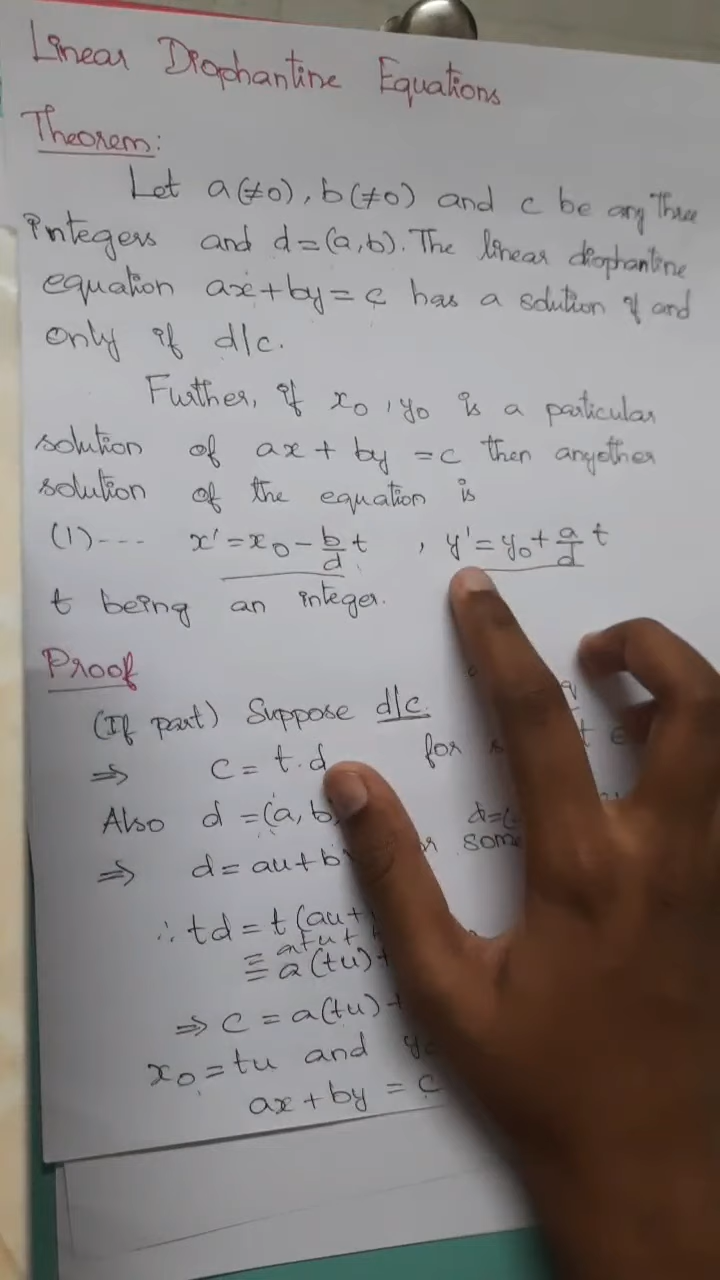 Linear Diophantine Equations
Theorem:
Let a(≠0), b(≠0) and c be any three
integers and d=(a,b). The linear diophantine
equation ax+by=c has a solution if and
only if d/c.
Further, if x₀, y₀ is a particular
solution of ax + by = c then anyother
solution of the equation is
(1)--- x' = x₀ - b/d t , y' = y₀ + a/d t
t being an integer.
Proof
(If part) Suppose d/c.
⇒ c = t.d for
Also d = (a, b d=(
⇒ d = au+b som
∴ td = t(au+
= atu +
= a(tu)+
⇒ c = a(tu)+
x₀ = tu and y
ax + by = c